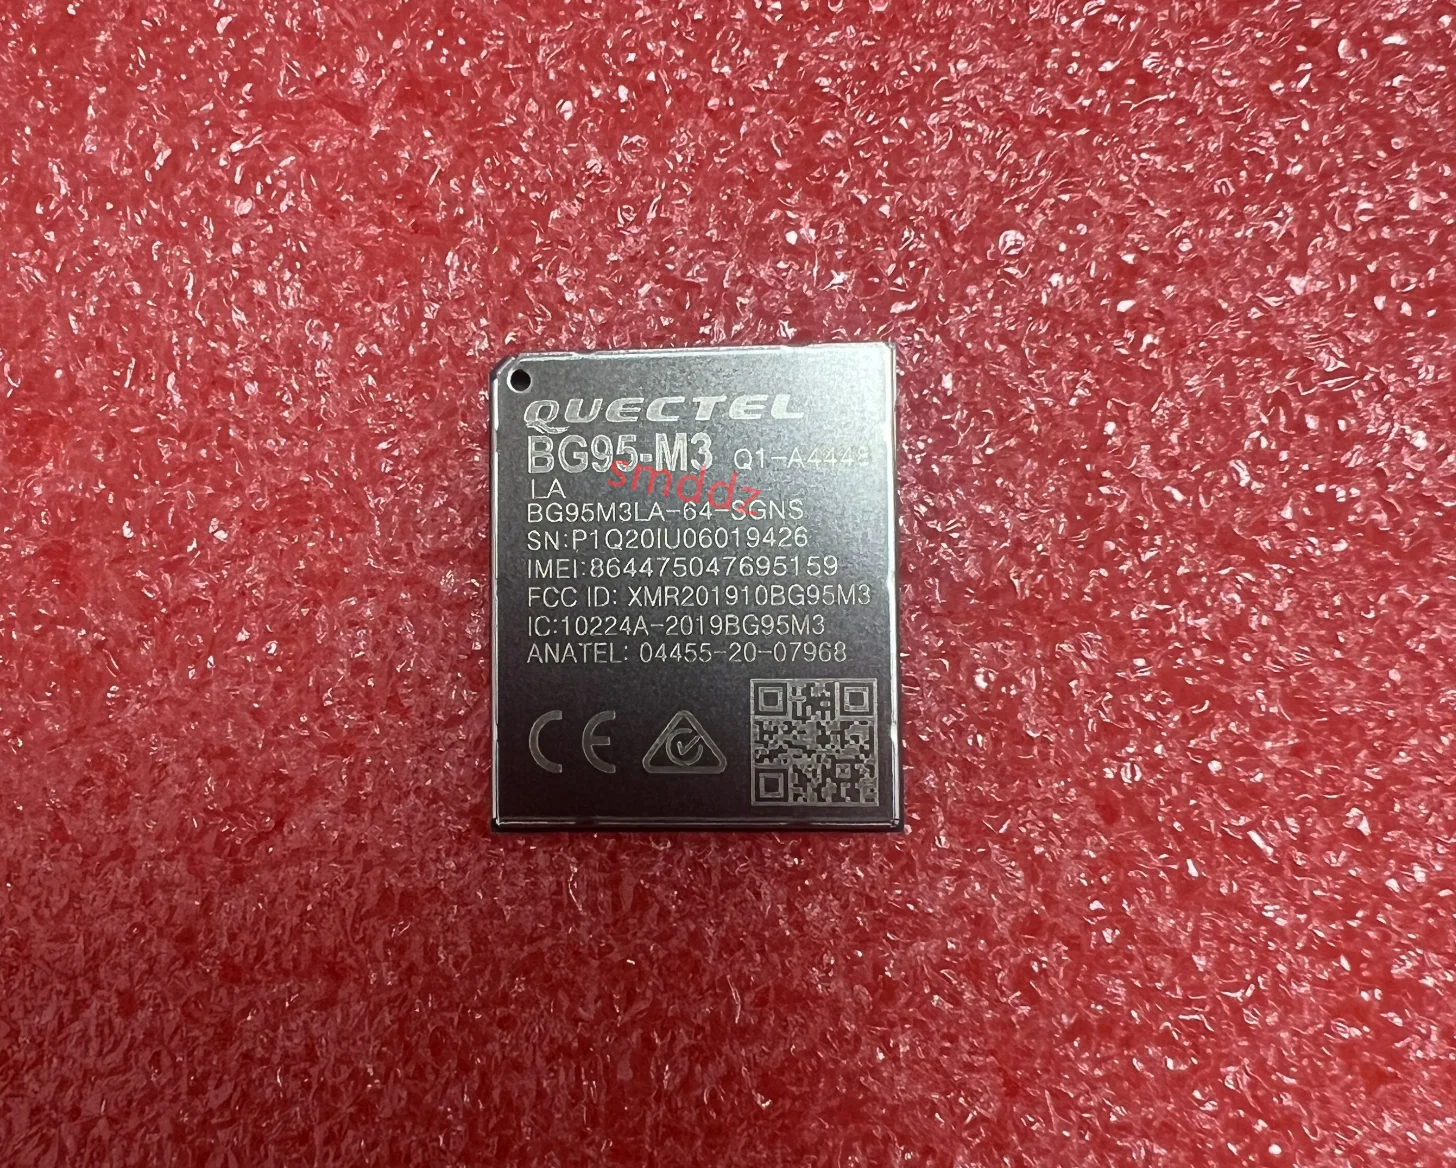 QUECTEL
BG95-M3 Q1-A4448
LA
BG95M3LA-64-SGNS
SN:P1Q20IU06019426
IMEI:864475047695159
FCC ID: XMR201910BG95M3
IC:10224A-2019BG95M3
ANATEL: 04455-20-07968
CE
smddz